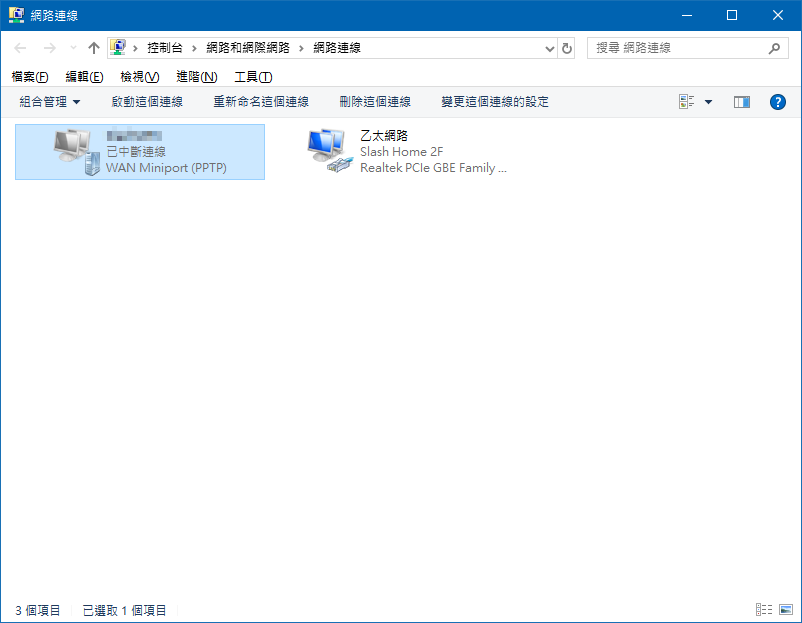 網路連線
控制台 › 網路和網際網路 › 網路連線
搜尋 網路連線
檔案(F) 編輯(E) 檢視(V) 進階(N) 工具(T)
組合管理 啟動這個連線 重新命名這個連線 刪除這個連線 變更這個連線的設定
已中斷連線
WAN Miniport (PPTP)
乙太網路
Slash Home 2F
Realtek PCIe GBE Family ...
3 個項目 已選取 1 個項目